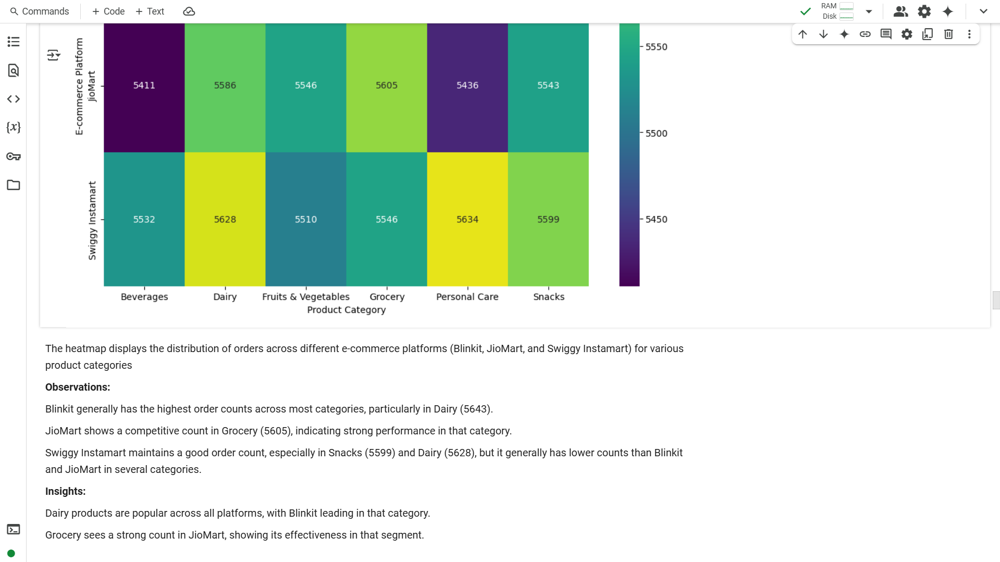 Commands
+ Code
+ Text
RAM
Disk
E-commerce Platform
JioMart
5411 5586 5546 5605 5436 5543
Swiggy Instamart
5532 5628 5510 5546 5634 5599
Beverages Dairy Fruits & Vegetables Grocery Personal Care Snacks
Product Category
5550
5500
5450
{x}
The heatmap displays the distribution of orders across different e-commerce platforms (Blinkit, JioMart, and Swiggy Instamart) for various
product categories
Observations:
Blinkit generally has the highest order counts across most categories, particularly in Dairy (5643).
JioMart shows a competitive count in Grocery (5605), indicating strong performance in that category.
Swiggy Instamart maintains a good order count, especially in Snacks (5599) and Dairy (5628), but it generally has lower counts than Blinkit
and JioMart in several categories.
Insights:
Dairy products are popular across all platforms, with Blinkit leading in that category.
Grocery sees a strong count in JioMart, showing its effectiveness in that segment.